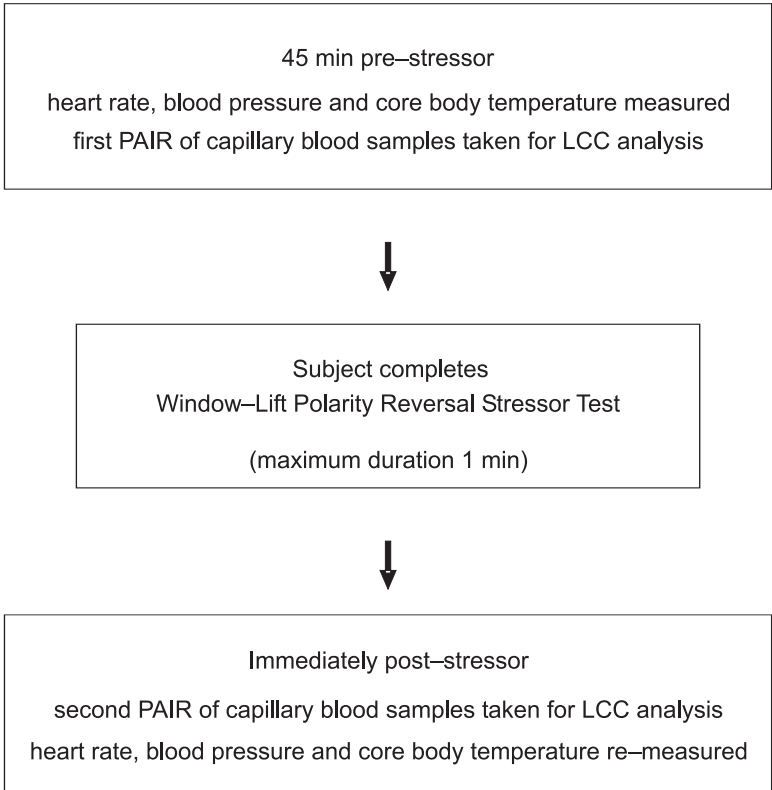 45 min pre–stressor
heart rate, blood pressure and core body temperature measured
first PAIR of capillary blood samples taken for LCC analysis
Subject completes
Window–Lift Polarity Reversal Stressor Test
(maximum duration 1 min)
Immediately post–stressor
second PAIR of capillary blood samples taken for LCC analysis
heart rate, blood pressure and core body temperature re–measured